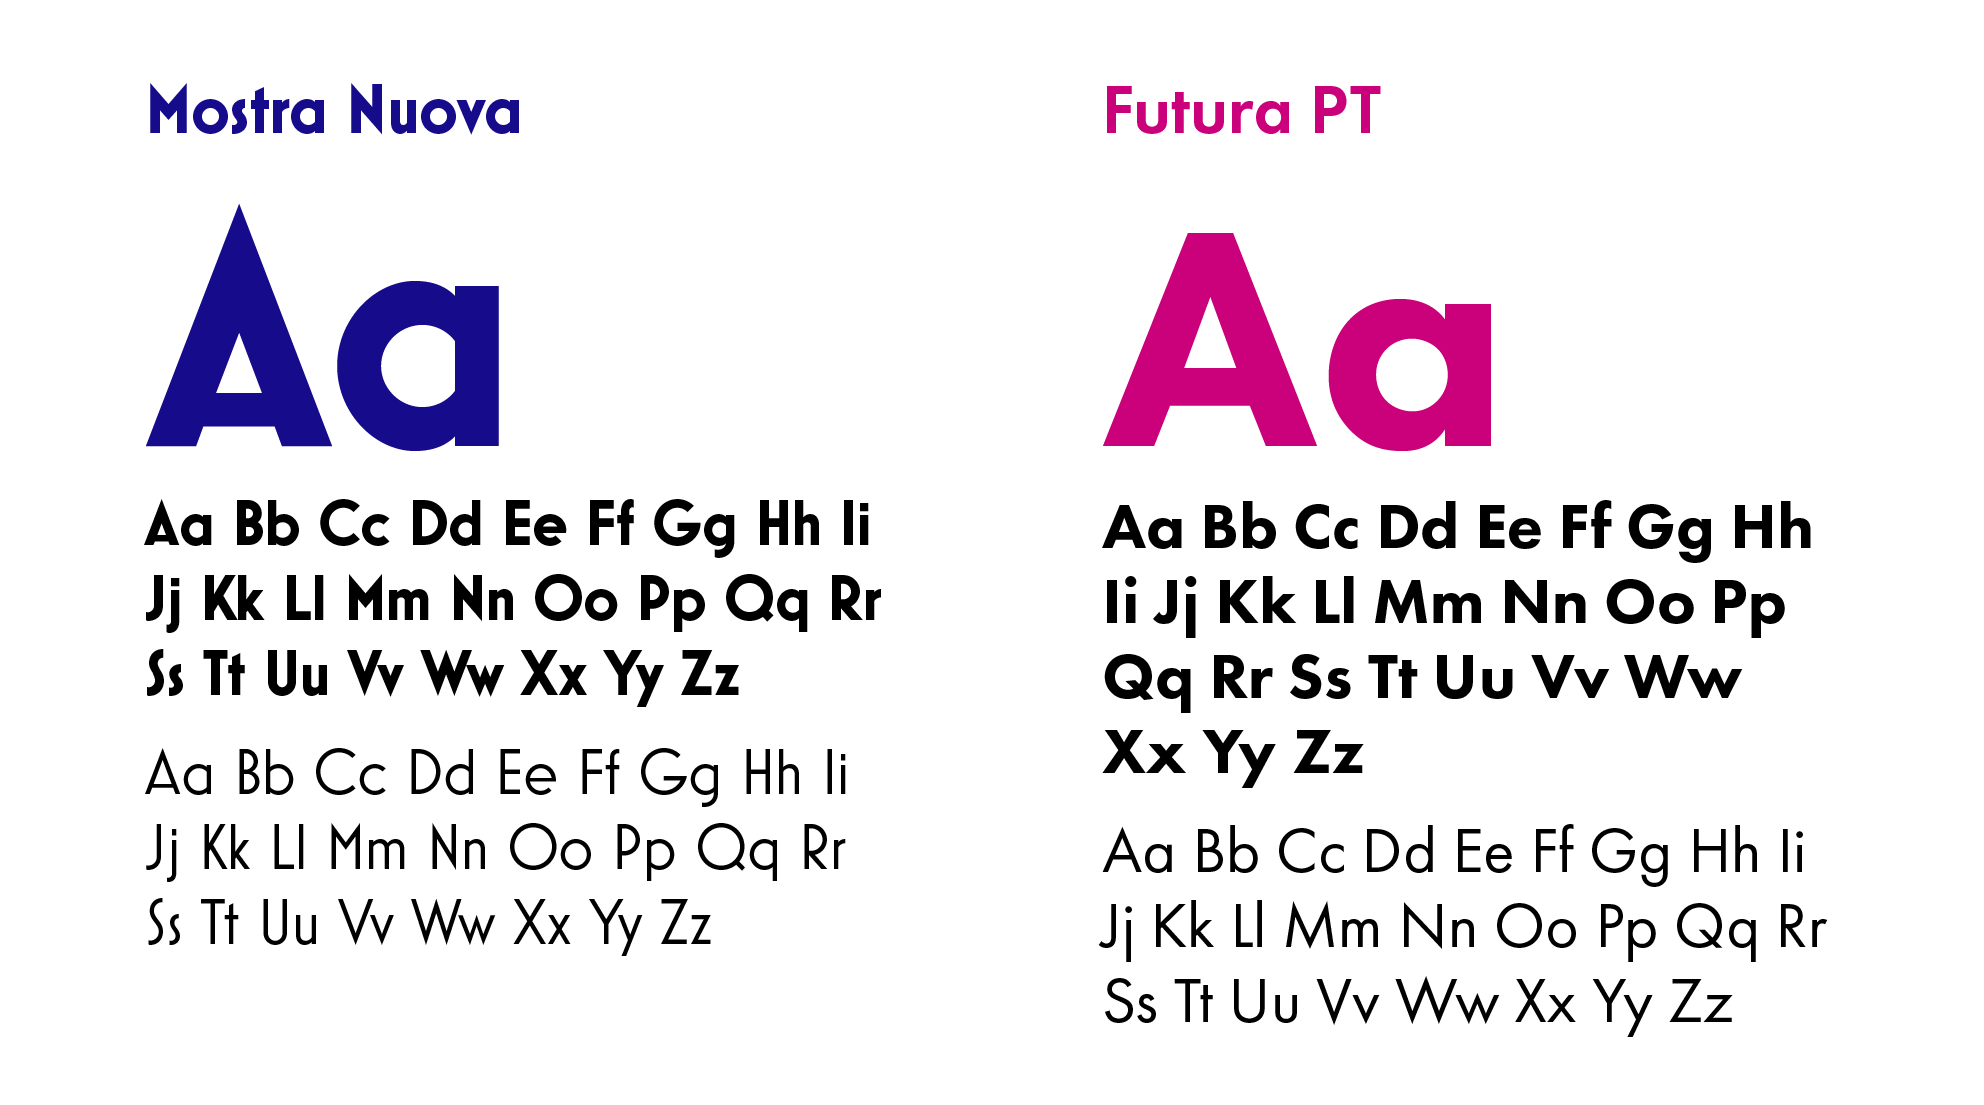 Mostra Nuova
Aa
Aa Bb Cc Dd Ee Ff Gg Hh Ii
Jj Kk Ll Mm Nn Oo Pp Qq Rr
Ss Tt Uu Vv Ww Xx Yy Zz
Aa Bb Cc Dd Ee Ff Gg Hh Ii
Jj Kk Ll Mm Nn Oo Pp Qq Rr
Ss Tt Uu Vv Ww Xx Yy Zz
Futura PT
Aa
Aa Bb Cc Dd Ee Ff Gg Hh
Ii Jj Kk Ll Mm Nn Oo Pp
Qq Rr Ss Tt Uu Vv Ww
Xx Yy Zz
Aa Bb Cc Dd Ee Ff Gg Hh Ii
Jj Kk Ll Mm Nn Oo Pp Qq Rr
Ss Tt Uu Vv Ww Xx Yy Zz